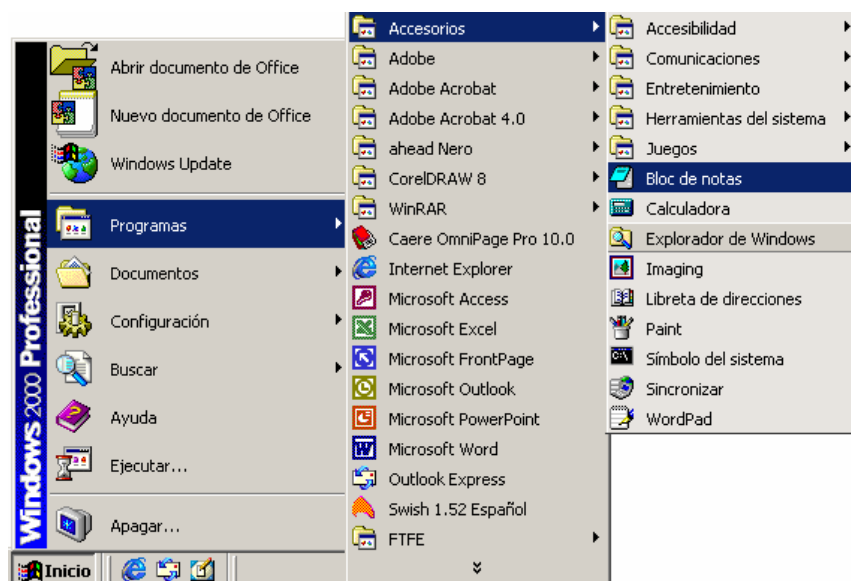 Windows 2000 Professional
Abrir documento de Office
Nuevo documento de Office
Windows Update
Programas
Documentos
Configuración
Buscar
Ayuda
Ejecutar...
Apagar...
Inicio
Accesorios
Adobe
Adobe Acrobat
Adobe Acrobat 4.0
ahead Nero
CorelDRAW 8
WinRAR
Caere OmniPage Pro 10.0
Internet Explorer
Microsoft Access
Microsoft Excel
Microsoft FrontPage
Microsoft Outlook
Microsoft PowerPoint
Microsoft Word
Outlook Express
Swish 1.52 Español
FTFE
Accesibilidad
Comunicaciones
Entretenimiento
Herramientas del sistema
Juegos
Bloc de notas
Calculadora
Explorador de Windows
Imaging
Libreta de direcciones
Paint
Símbolo del sistema
Sincronizar
WordPad